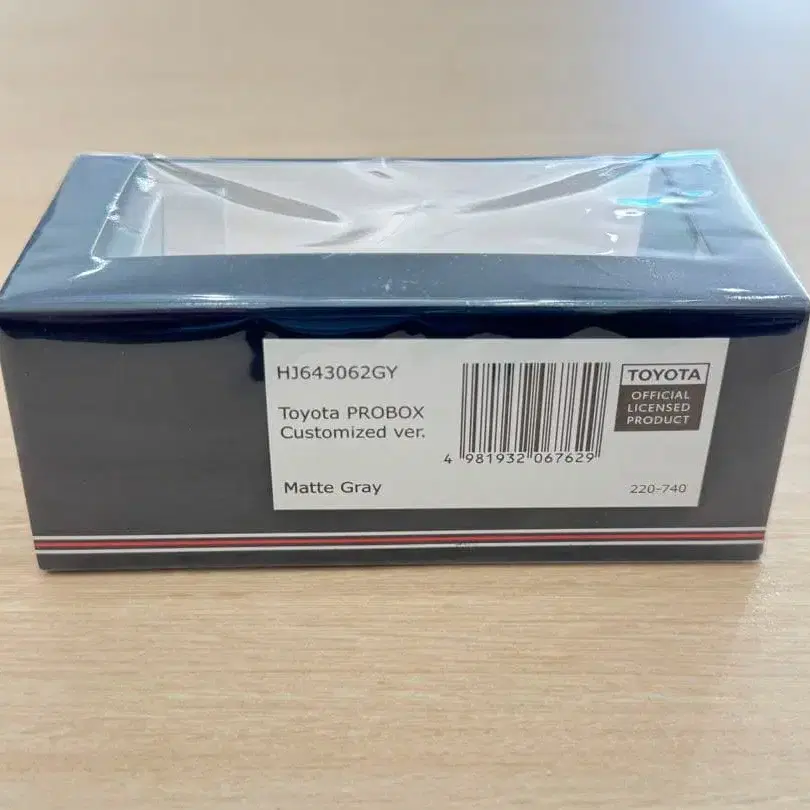 HJ643062GY
Toyota PROBOX
Customized ver.
Matte Gray
4 981932 067629
TOYOTA
OFFICIAL
LICENSED
PRODUCT
220-740